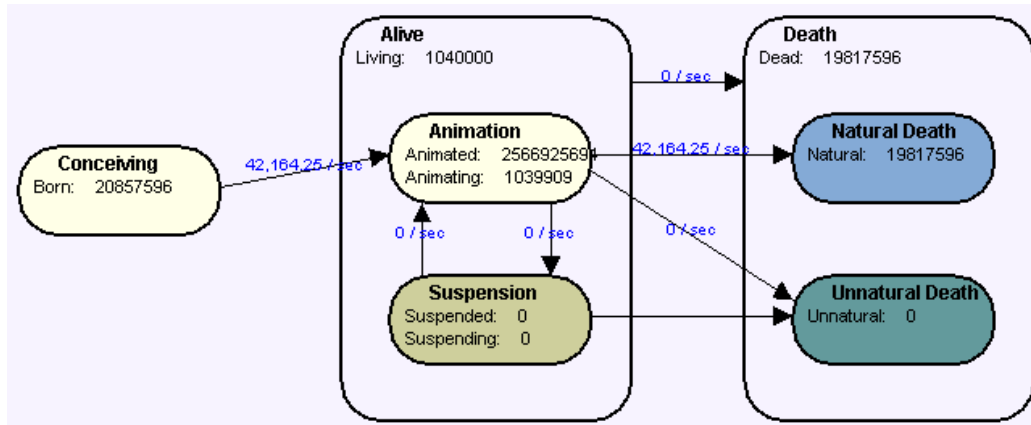 Alive
Living: 1040000
Death
Dead: 19817596
0 / sec
Animation
Animated: 2566925694
Animating: 1039909
42,164.25 / sec
Natural Death
Natural: 19817596
Conceiving
Born: 20857596
42,164.25 / sec
0 / sec
0 / sec
0 / sec
Suspension
Suspended: 0
Suspending: 0
Unnatural Death
Unnatural: 0